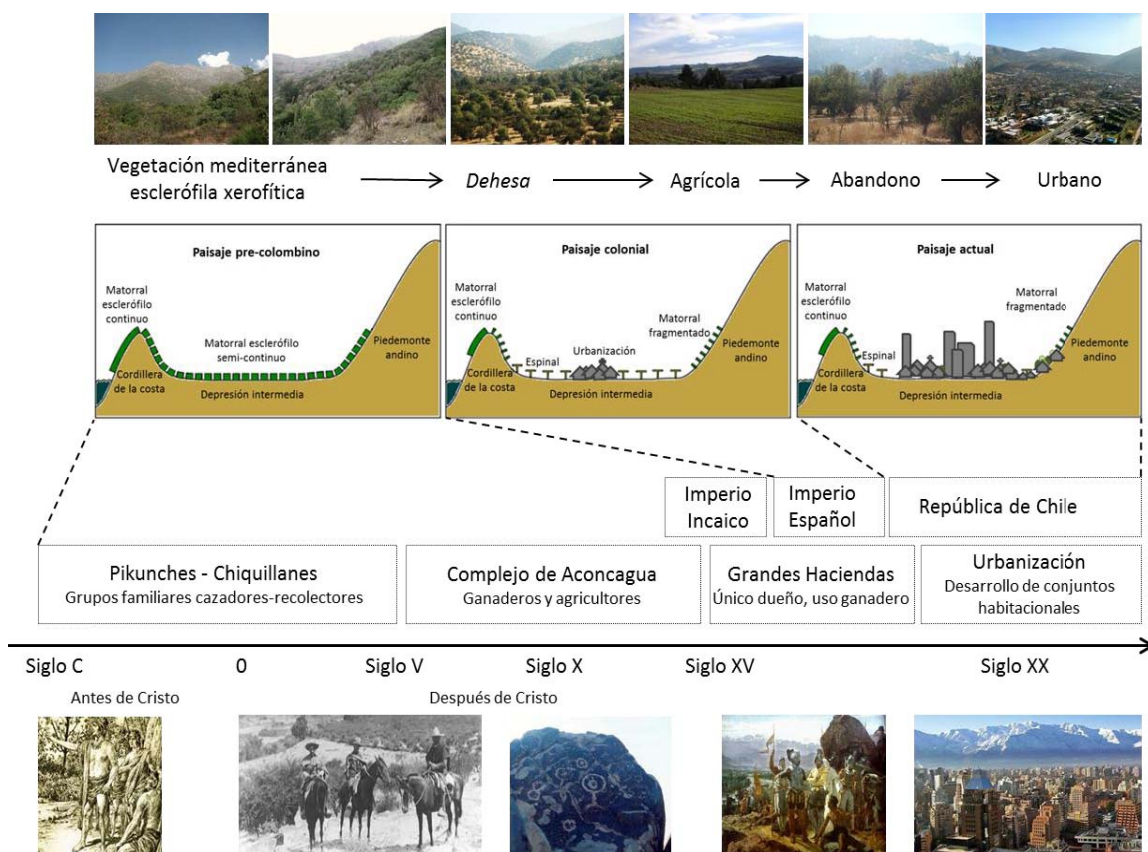 Vegetación mediterránea
esclerófila xerofítica
Dehesa
Agrícola
Abandono
Urbano
Paisaje pre-colombino
Matorral
esclerófilo
continuo
Matorral esclerófilo
semi-continuo
Piedemonte
andino
Cordillera
de la costa
Depresión intermedia
Paisaje colonial
Matorral
esclerófilo
continuo
Matorral
fragmentado
Espinal
Urbanización
Piedemonte
andino
Cordillera
de la costa
Depresión intermedia
Paisaje actual
Matorral
esclerófilo
continuo
Matorral
fragmentado
Espinal
Piedemonte
andino
Cordillera
de la costa
Depresión intermedia
Imperio
Incaico
Imperio
Español
República de Chile
Pikunches - Chiquillanes
Grupos familiares cazadores-recolectores
Complejo de Aconcagua
Ganaderos y agricultores
Grandes Haciendas
Único dueño, uso ganadero
Urbanización
Desarrollo de conjuntos
habitacionales
Siglo C
0
Siglo V
Siglo X
Siglo XV
Siglo XX
Antes de Cristo
Después de Cristo